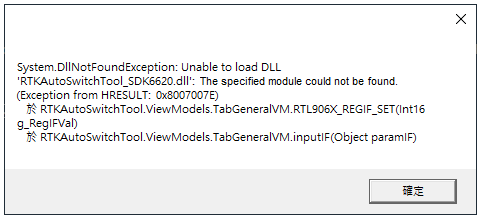 System.DllNotFoundException: Unable to load DLL
'RTKAutoSwitchTool_SDK6620.dll': The specified module could not be found.
(Exception from HRESULT: 0x8007007E)
於 RTKAutoSwitchTool.ViewModels.TabGeneralVM.RTL906X_REGIF_SET(Int16
g_RegIFVal)
於 RTKAutoSwitchTool.ViewModels.TabGeneralVM.inputIF(Object paramIF)
確定